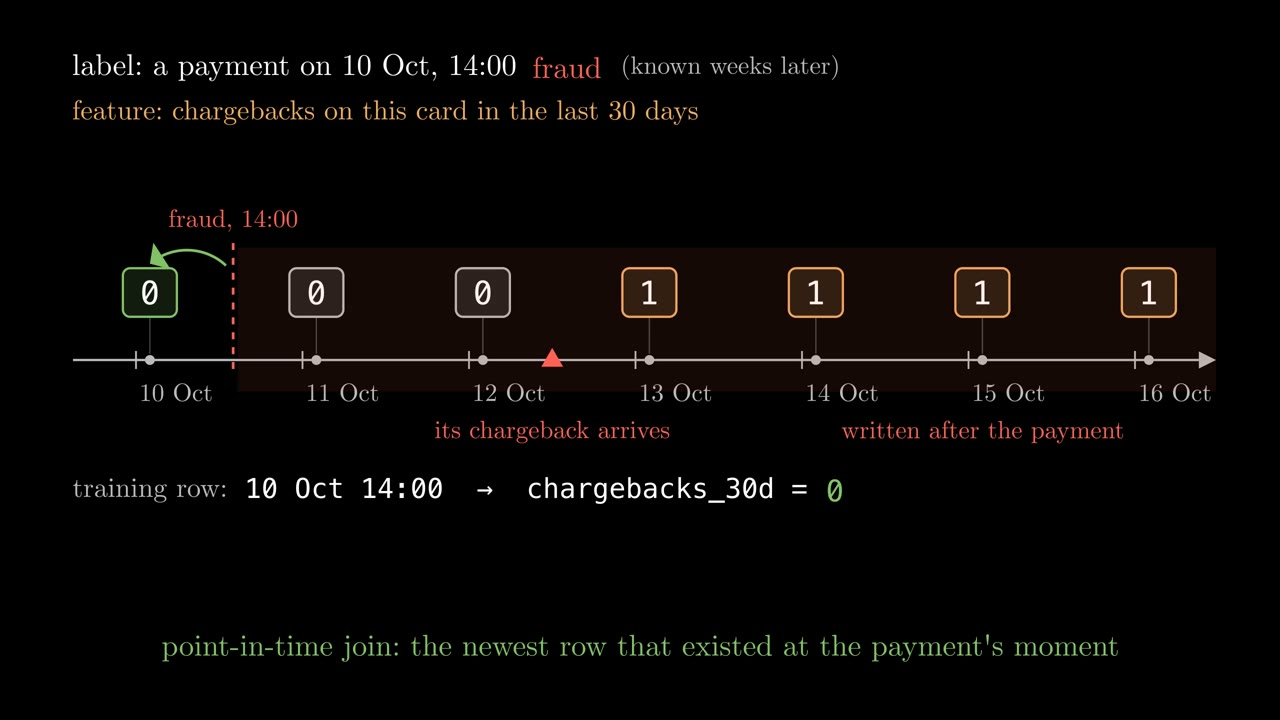 label: a payment on 10 Oct, 14:00 fraud (known weeks later)
feature: chargebacks on this card in the last 30 days
fraud, 14:00
0 0 0 1 1 1 1
10 Oct 11 Oct 12 Oct 13 Oct 14 Oct 15 Oct 16 Oct
its chargeback arrives written after the payment
training row: 10 Oct 14:00 → chargebacks_30d = 0
point-in-time join: the newest row that existed at the payment's moment